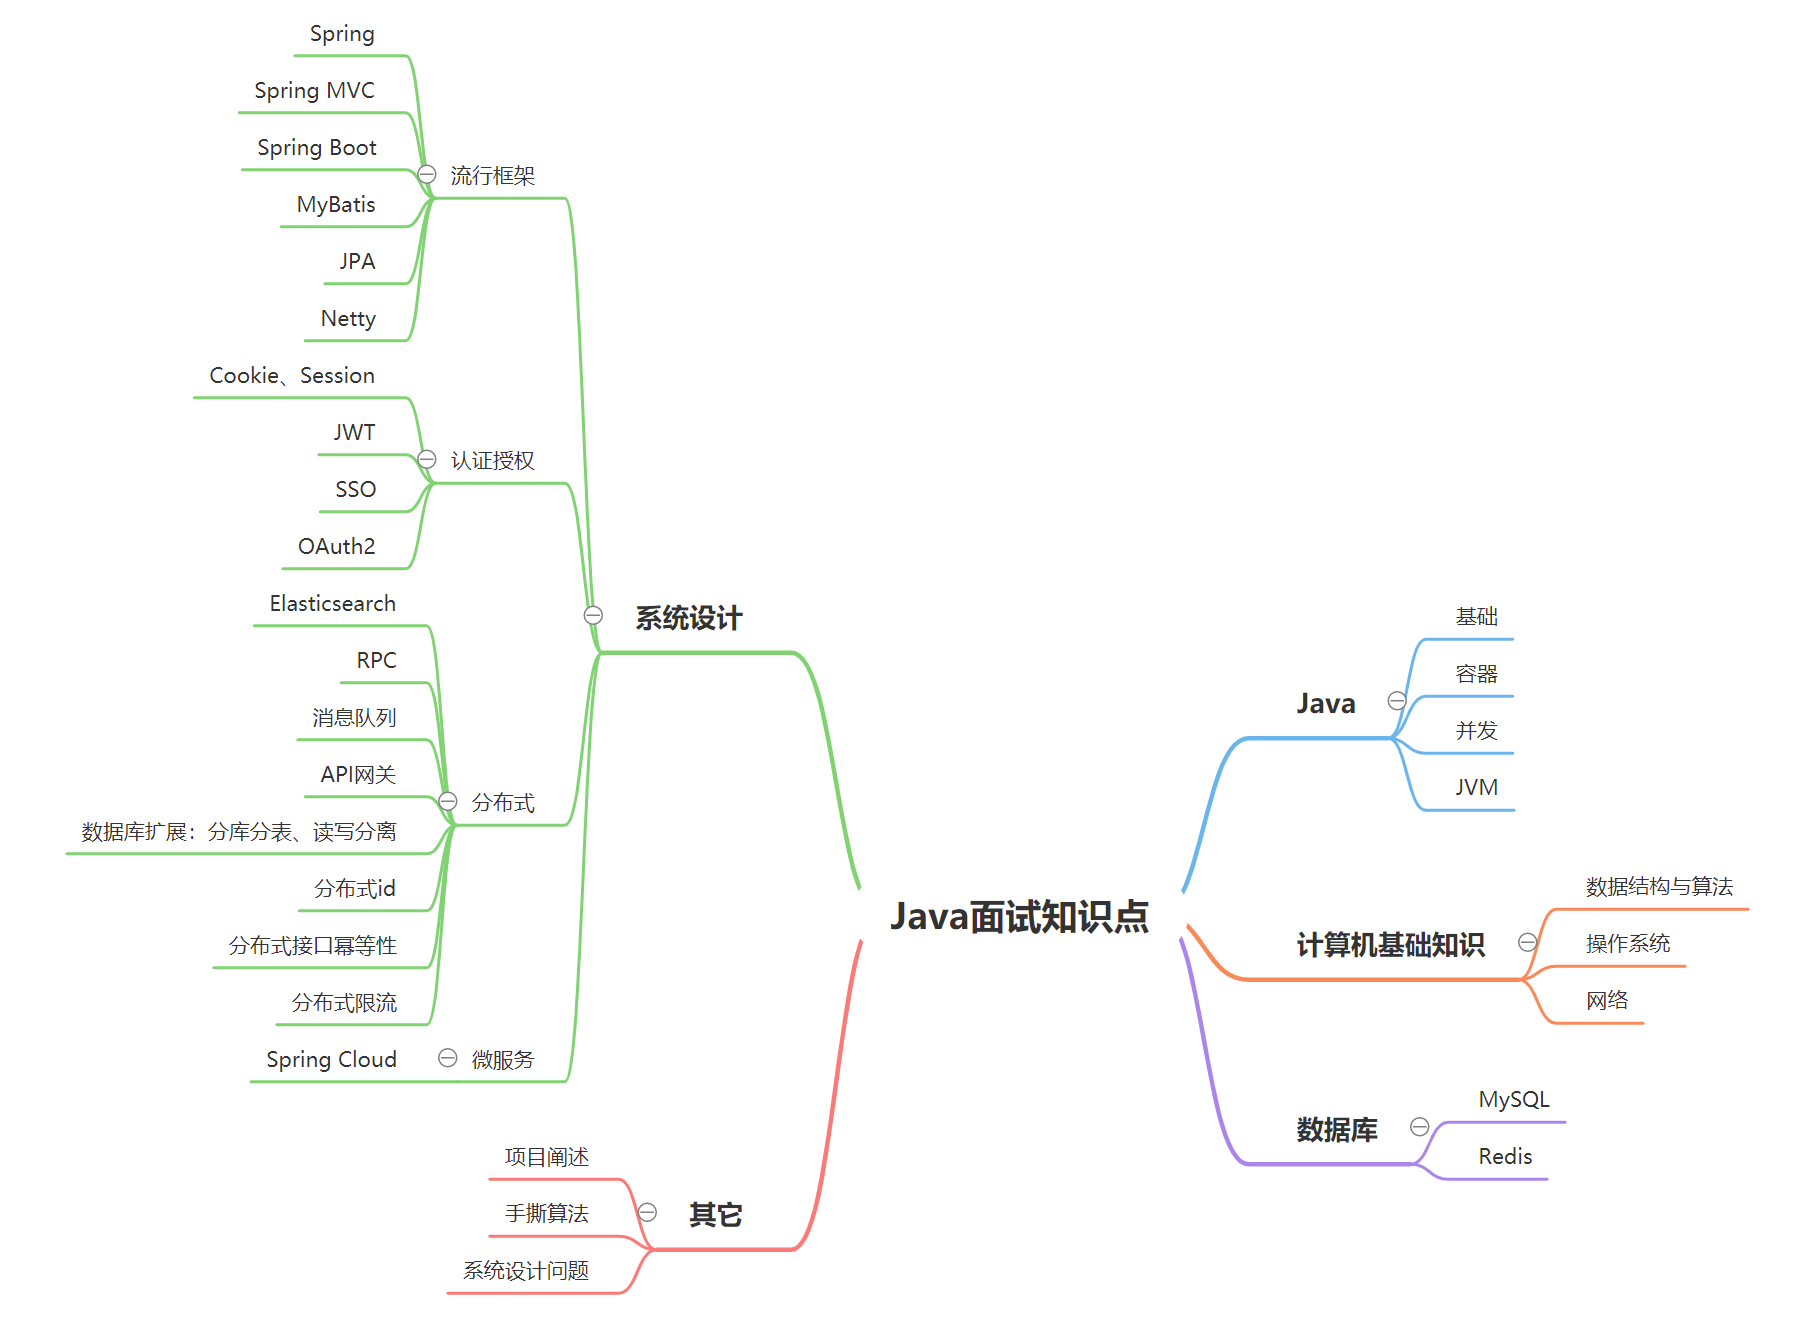 Java面试知识点
Java
基础
容器
并发
JVM
计算机基础知识
数据结构与算法
操作系统
网络
数据库
MySQL
Redis
系统设计
流行框架
Spring
Spring MVC
Spring Boot
MyBatis
JPA
Netty
认证授权
Cookie、Session
JWT
SSO
OAuth2
分布式
Elasticsearch
RPC
消息队列
API网关
数据库扩展：分库分表、读写分离
分布式id
分布式接口幂等性
分布式限流
微服务
Spring Cloud
其它
项目阐述
手撕算法
系统设计问题